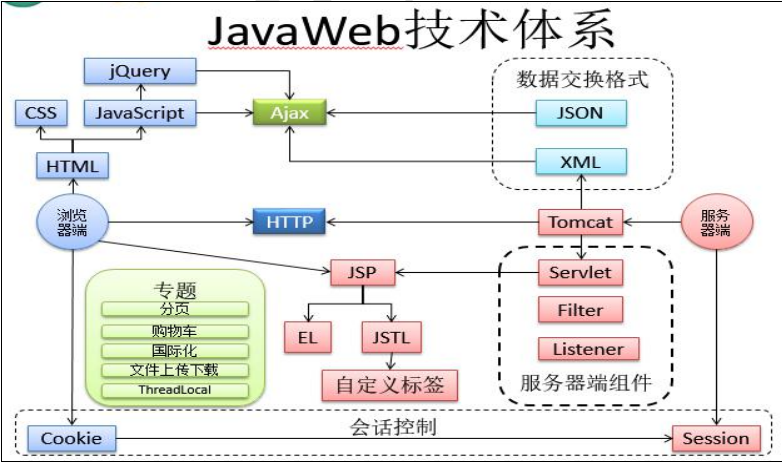 JavaWeb技术体系
jQuery
数据交换格式
CSS
JavaScript
Ajax
JSON
HTML
XML
浏览
器端
HTTP
Tomcat
服务
器端
JSP
Servlet
专题
分页
购物车
国际化
文件上传下载
ThreadLocal
EL
JSTL
自定义标签
Filter
Listener
服务器端组件
会话控制
Cookie
Session